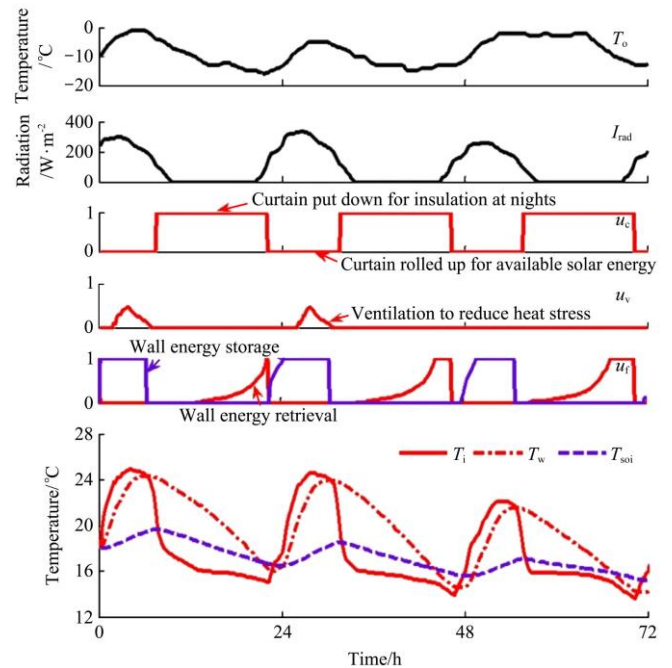 Temperature
/℃
0
−10
−20
T_o
Radiation
/W·m⁻²
400
200
0
I_rad
Curtain put down for insulation at nights
1
0
u_c
Curtain rolled up for available solar energy
1
0
u_v
Ventilation to reduce heat stress
Wall energy storage
1
0
u_f
Wall energy retrieval
Temperature/℃
28
24
20
16
12
T_i
T_w
T_soi
0
24
48
72
Time/h